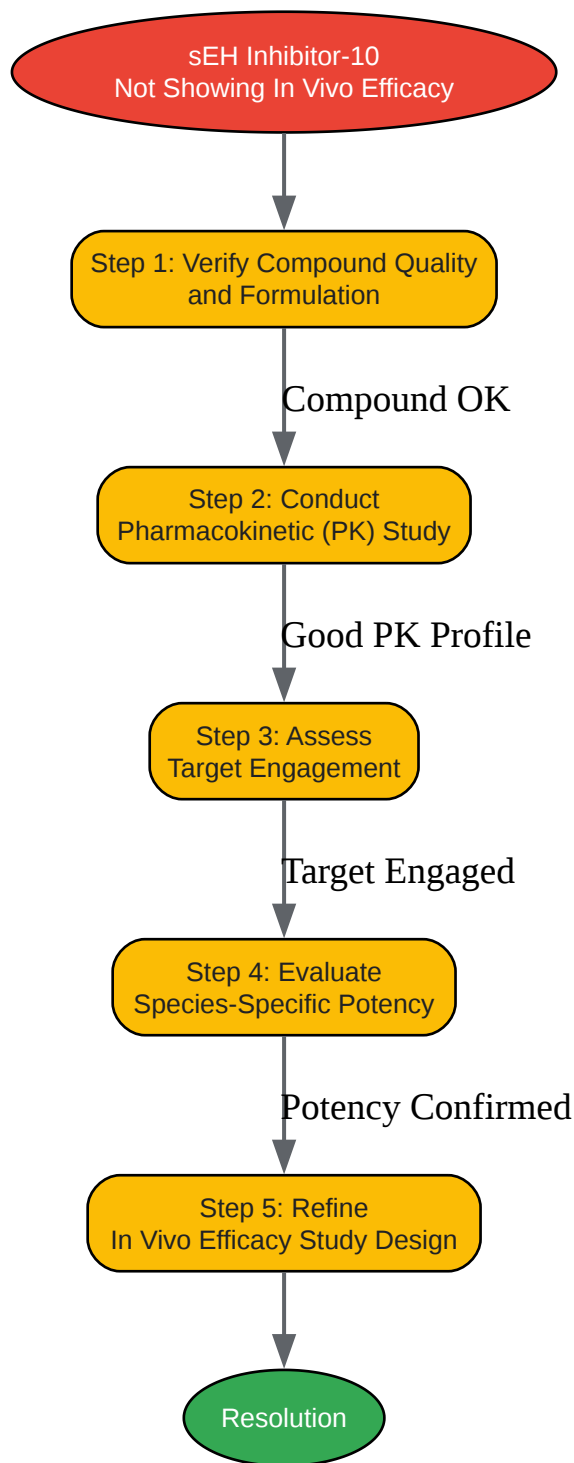 sEH Inhibitor-10
Not Showing In Vivo Efficacy
Step 1: Verify Compound Quality
and Formulation
Compound OK
Step 2: Conduct
Pharmacokinetic (PK) Study
Good PK Profile
Step 3: Assess
Target Engagement
Target Engaged
Step 4: Evaluate
Species-Specific Potency
Potency Confirmed
Step 5: Refine
In Vivo Efficacy Study Design
Resolution